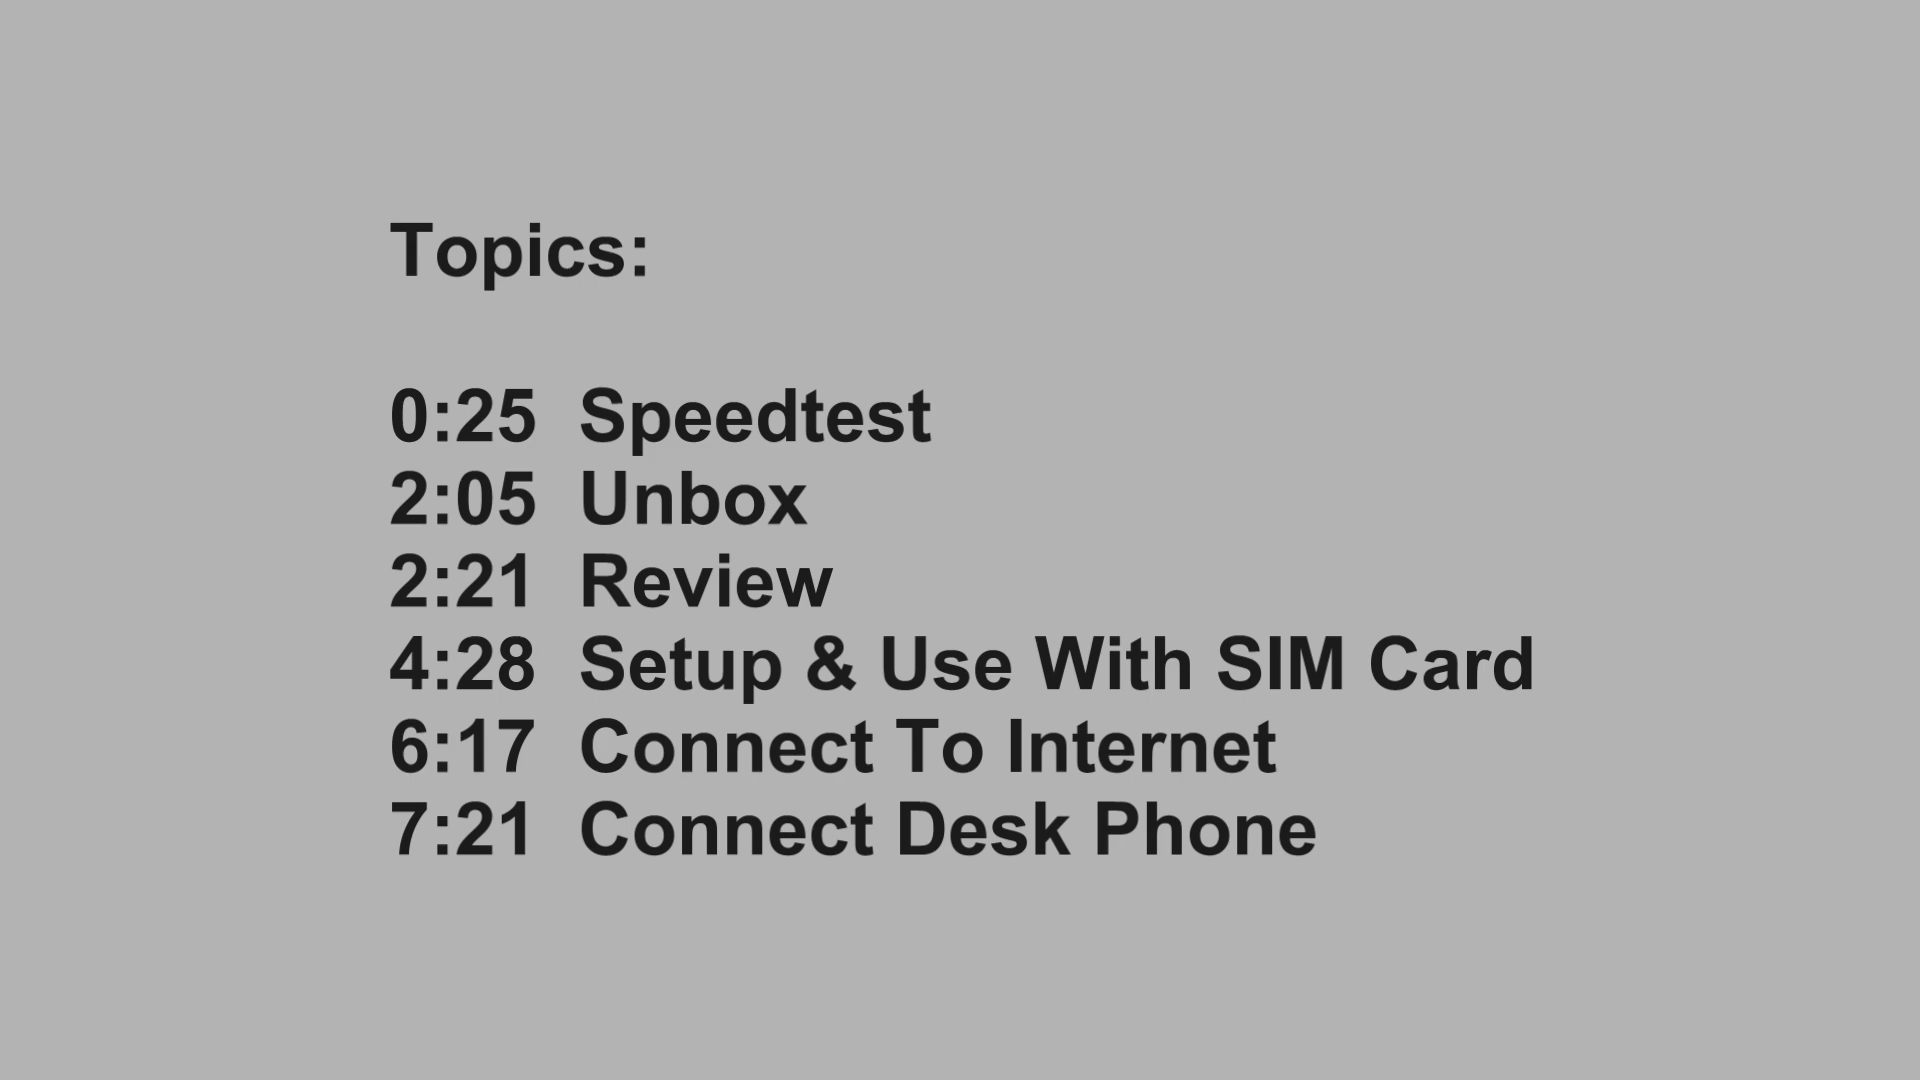 Topics:
0:25 Speedtest
2:05 Unbox
2:21 Review
4:28 Setup & Use With SIM Card
6:17 Connect To Internet
7:21 Connect Desk Phone